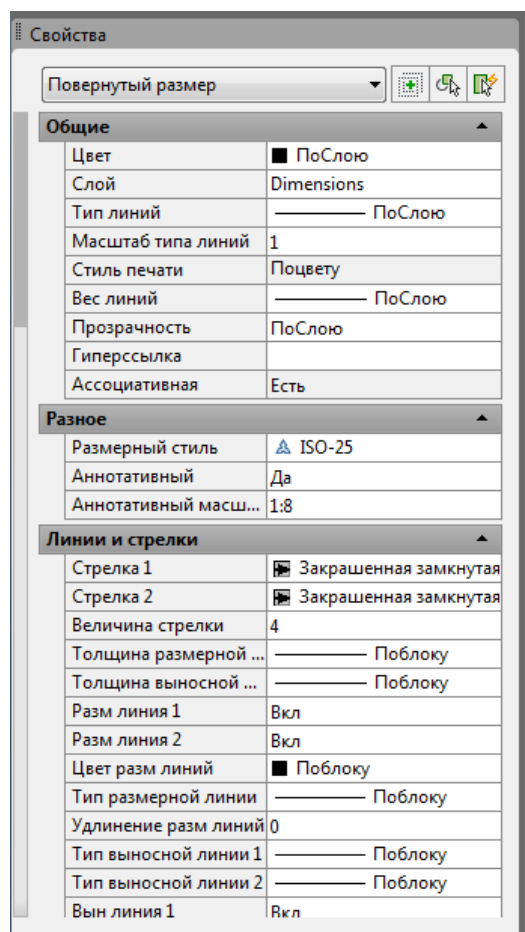 Свойства
Повернутый размер
Общие
Цвет ПоСлою
Слой Dimensions
Тип линий ПоСлою
Масштаб типа линий 1
Стиль печати Поцвету
Вес линий ПоСлою
Прозрачность ПоСлою
Гиперссылка
Ассоциативная Есть
Разное
Размерный стиль ISO-25
Аннотативный Да
Аннотативный масш... 1:8
Линии и стрелки
Стрелка 1 Закрашенная замкнутая
Стрелка 2 Закрашенная замкнутая
Величина стрелки 4
Толщина размерной ... Поблоку
Толщина выносной ... Поблоку
Разм линия 1 Вкл
Разм линия 2 Вкл
Цвет разм линий Поблоку
Тип размерной линии Поблоку
Удлинение разм линий 0
Тип выносной линии 1 Поблоку
Тип выносной линии 2 Поблоку
Вын линия 1 Вкл